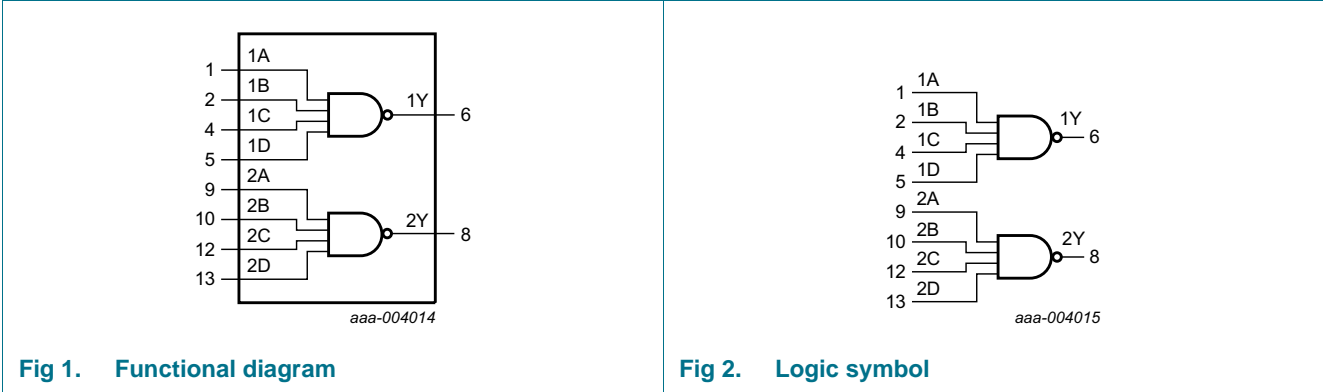 1A
1
1B
2
1C
4
1D
5
1Y
6
2A
9
2B
10
2C
12
2D
13
2Y
8
aaa-004014
Fig 1. Functional diagram
1A
1
1B
2
1C
4
1D
5
1Y
6
2A
9
2B
10
2C
12
2D
13
2Y
8
aaa-004015
Fig 2. Logic symbol